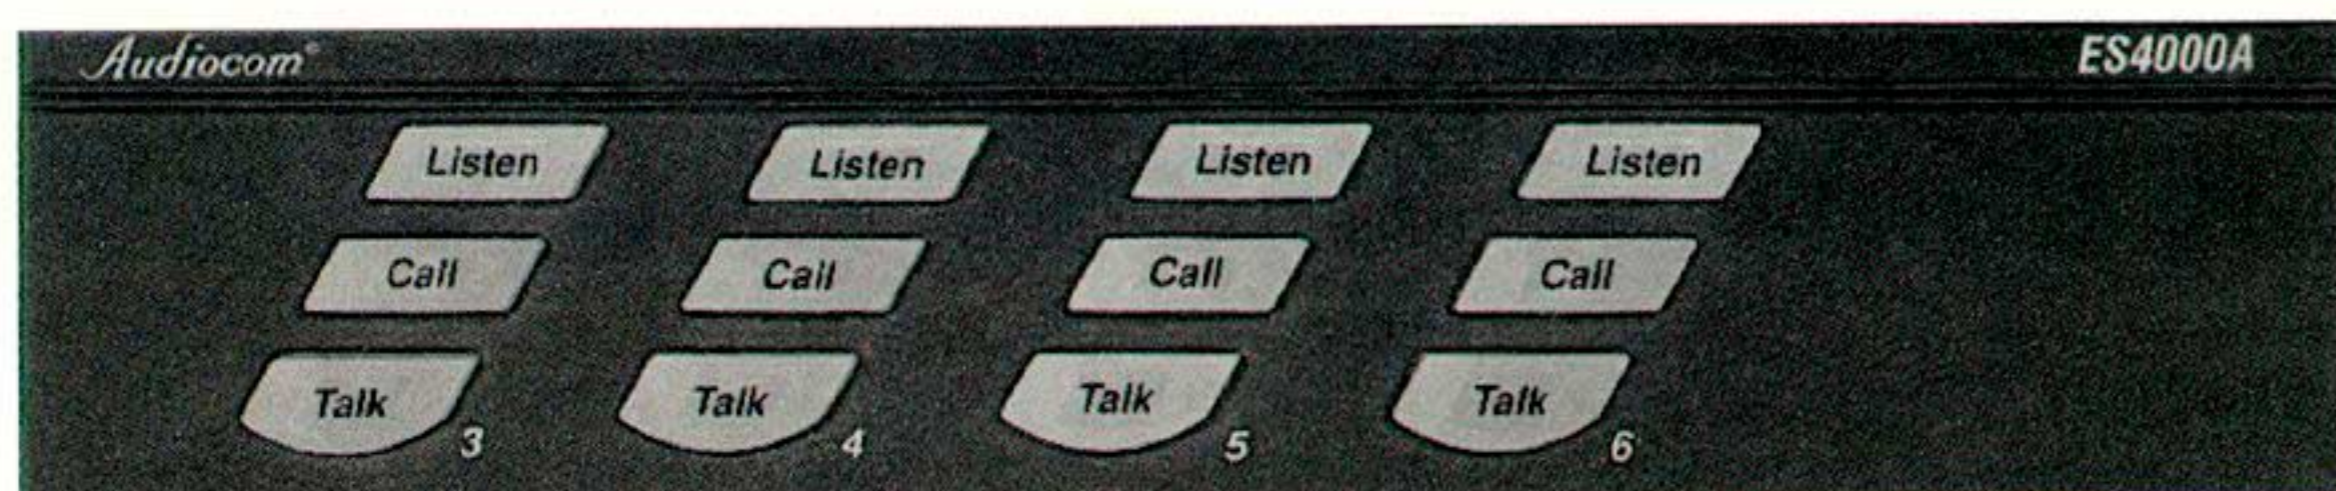 Audiocom® ES4000A
Listen Listen Listen Listen
Call Call Call Call
Talk Talk Talk Talk
3 4 5 6